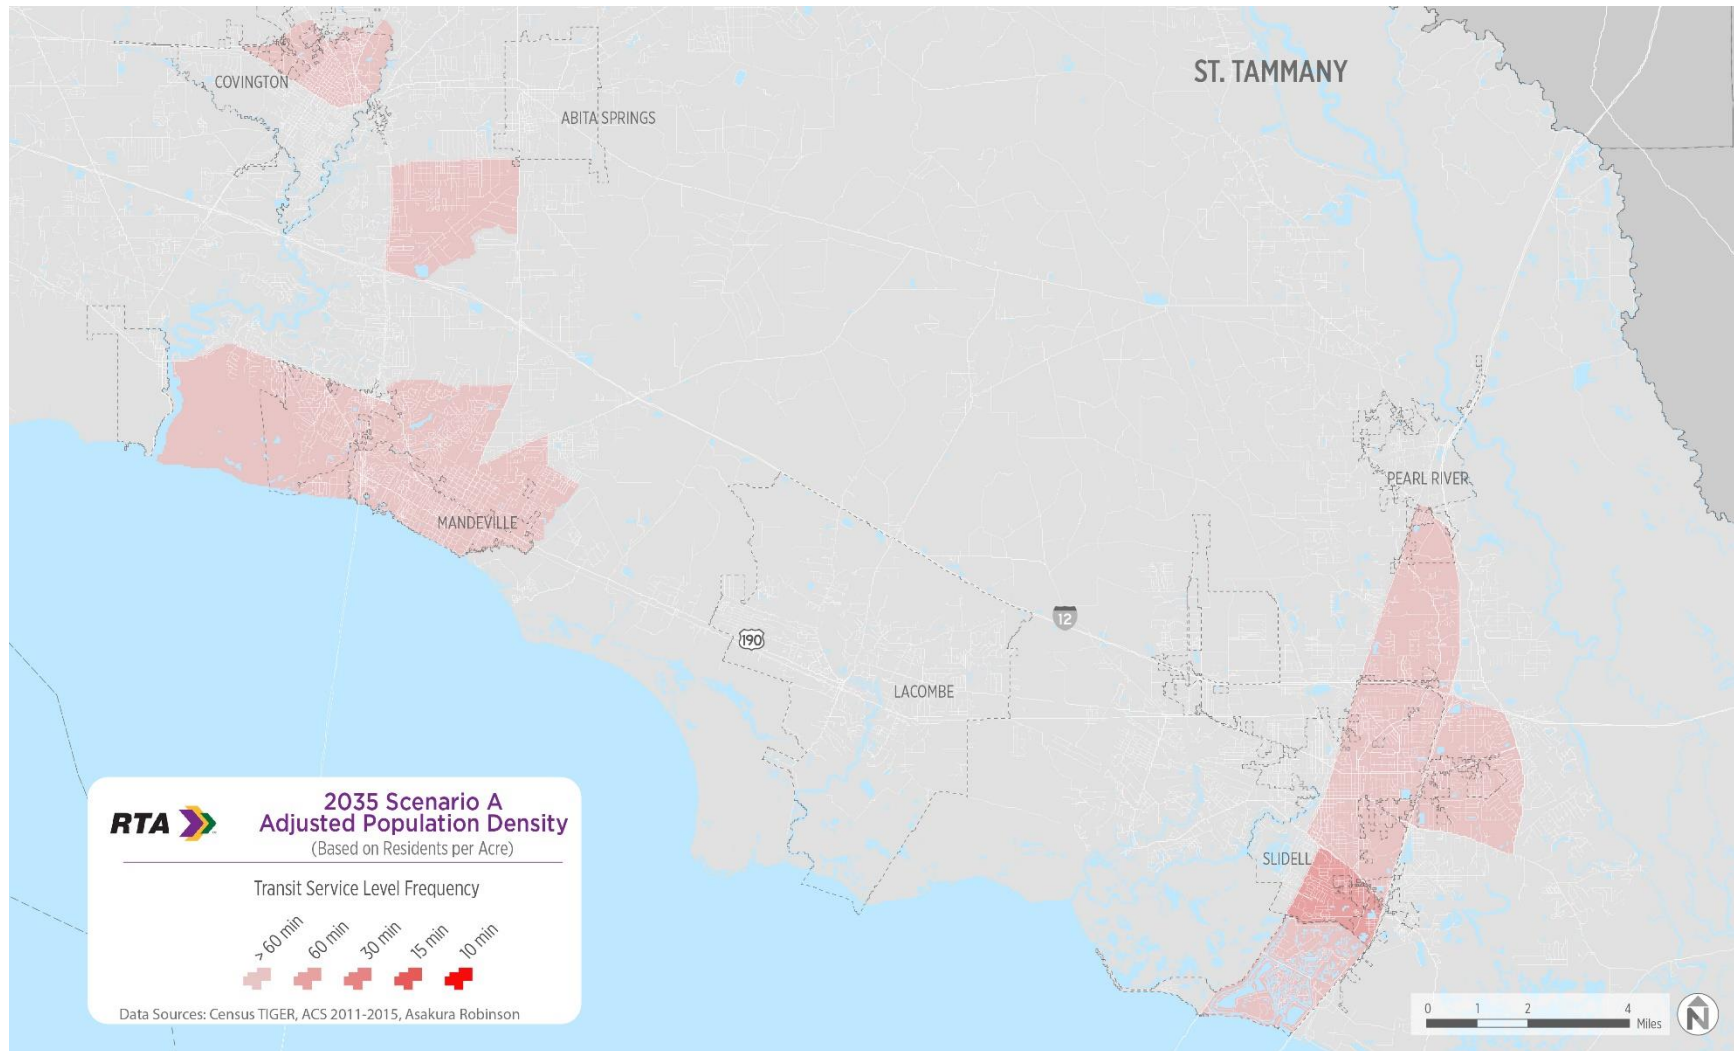 ST. TAMMANY
COVINGTON
ABITA SPRINGS
PEARL RIVER
MANDEVILLE
12
190
LACOMBE
SLIDELL
RTA
2035 Scenario A
Adjusted Population Density
(Based on Residents per Acre)
Transit Service Level Frequency
> 60 min
60 min
30 min
15 min
10 min
Data Sources: Census TIGER, ACS 2011-2015, Asakura Robinson
0 1 2 4
Miles
N